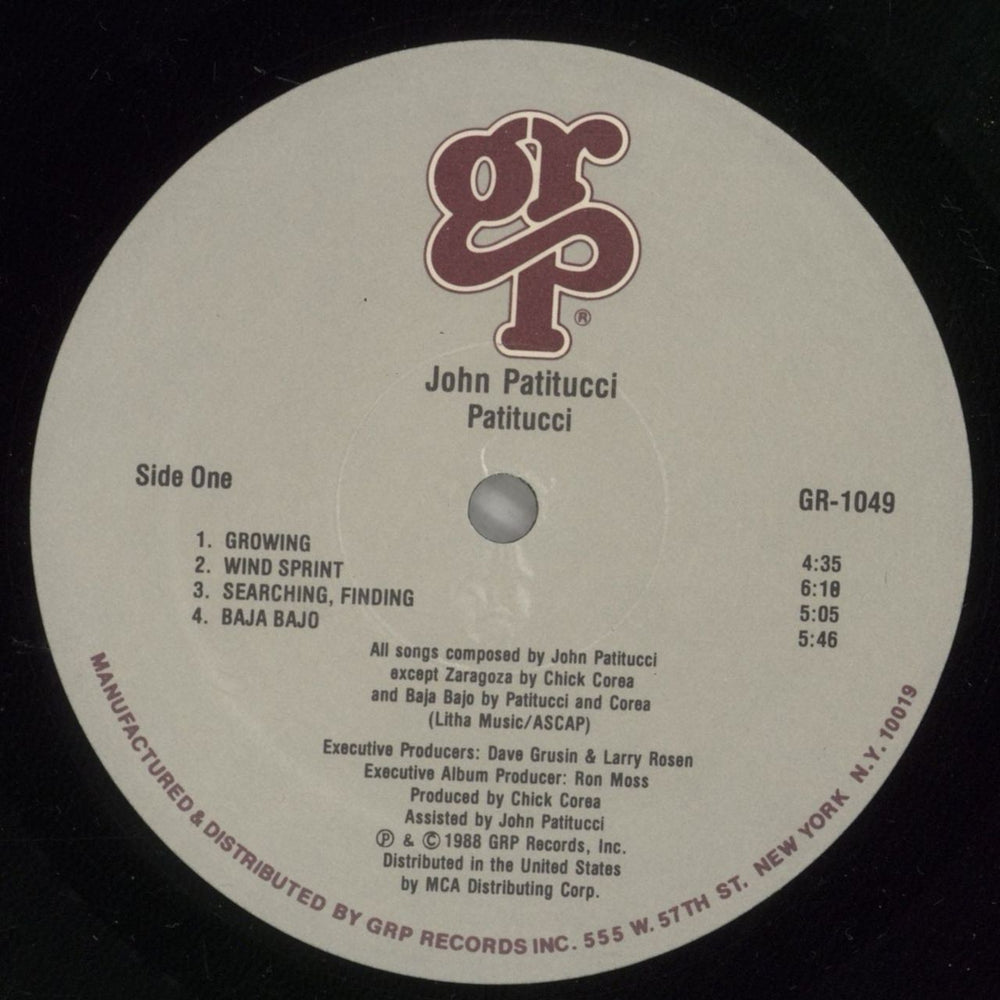 grp®
John Patitucci
Patitucci
Side One
GR-1049
1. GROWING 4:35
2. WIND SPRINT 6:18
3. SEARCHING, FINDING 5:05
4. BAJA BAJO 5:46
All songs composed by John Patitucci
except Zaragoza by Chick Corea
and Baja Bajo by Patitucci and Corea
(Litha Music/ASCAP)
Executive Producers: Dave Grusin & Larry Rosen
Executive Album Producer: Ron Moss
Produced by Chick Corea
Assisted by John Patitucci
℗ & © 1988 GRP Records, Inc.
Distributed in the United States
by MCA Distributing Corp.
MANUFACTURED & DISTRIBUTED BY GRP RECORDS INC. 555 W. 57TH ST. NEW YORK N.Y. 10019